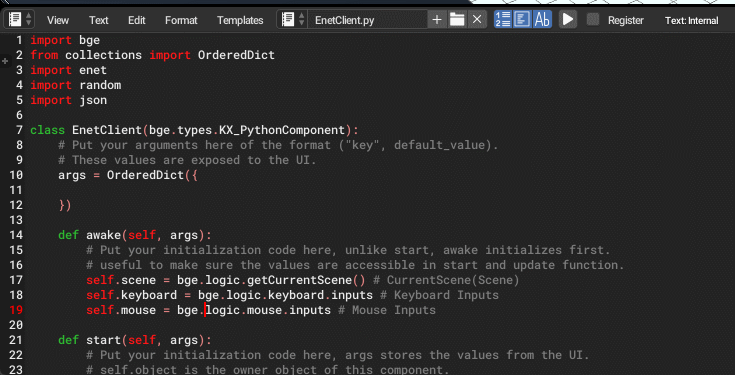 View Text Edit Format Templates EnetClient.py Register Text: Internal
1 import bge
2 from collections import OrderedDict
3 import enet
4 import random
5 import json
6
7 class EnetClient(bge.types.KX_PythonComponent):
8     # Put your arguments here of the format ("key", default_value).
9     # These values are exposed to the UI.
10     args = OrderedDict({
11
12     })
13
14     def awake(self, args):
15         # Put your initialization code here, unlike start, awake initializes first.
16         # useful to make sure the values are accessible in start and update function.
17         self.scene = bge.logic.getCurrentScene() # CurrentScene(Scene)
18         self.keyboard = bge.logic.keyboard.inputs # Keyboard Inputs
19         self.mouse = bge.logic.mouse.inputs # Mouse Inputs
20
21     def start(self, args):
22         # Put your initialization code here, args stores the values from the UI.
23         # self.object is the owner object of this component.